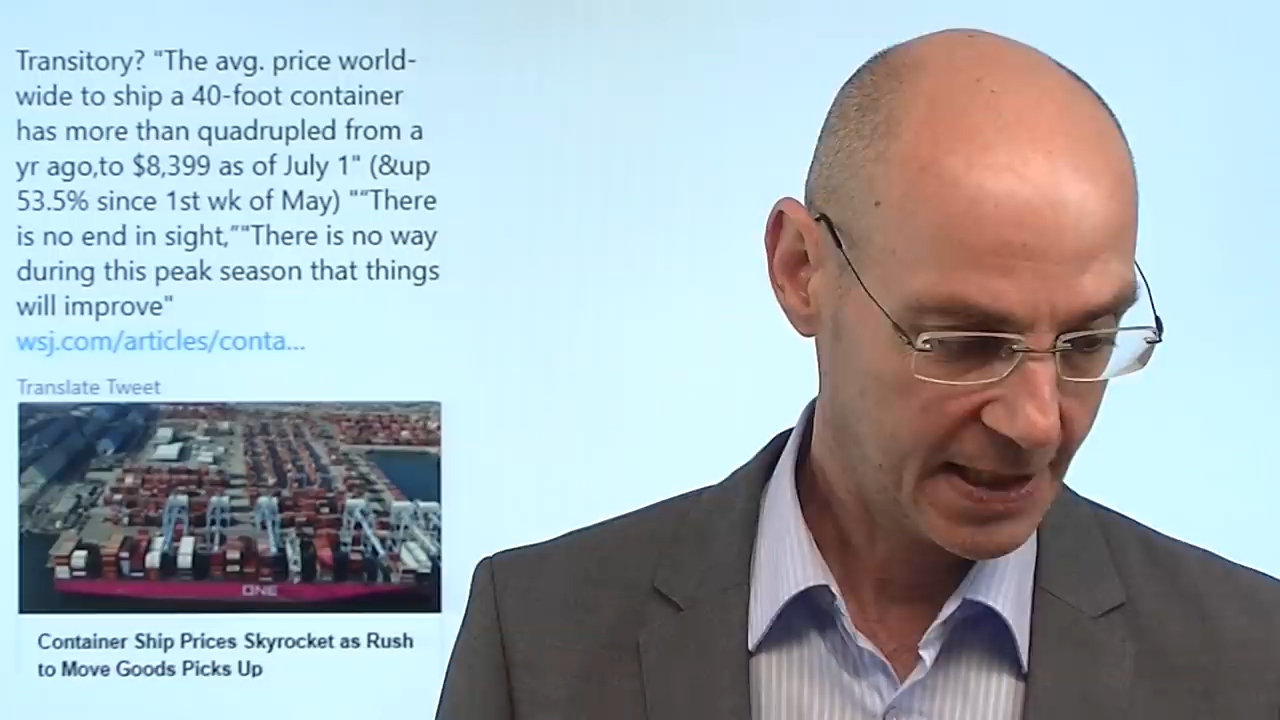 Transitory? "The avg. price world-
wide to ship a 40-foot container
has more than quadrupled from a
yr ago,to $8,399 as of July 1" (&up
53.5% since 1st wk of May) "“There
is no end in sight,”"There is no way
during this peak season that things
will improve"
wsj.com/articles/conta...
Translate Tweet
ONE
Container Ship Prices Skyrocket as Rush
to Move Goods Picks Up